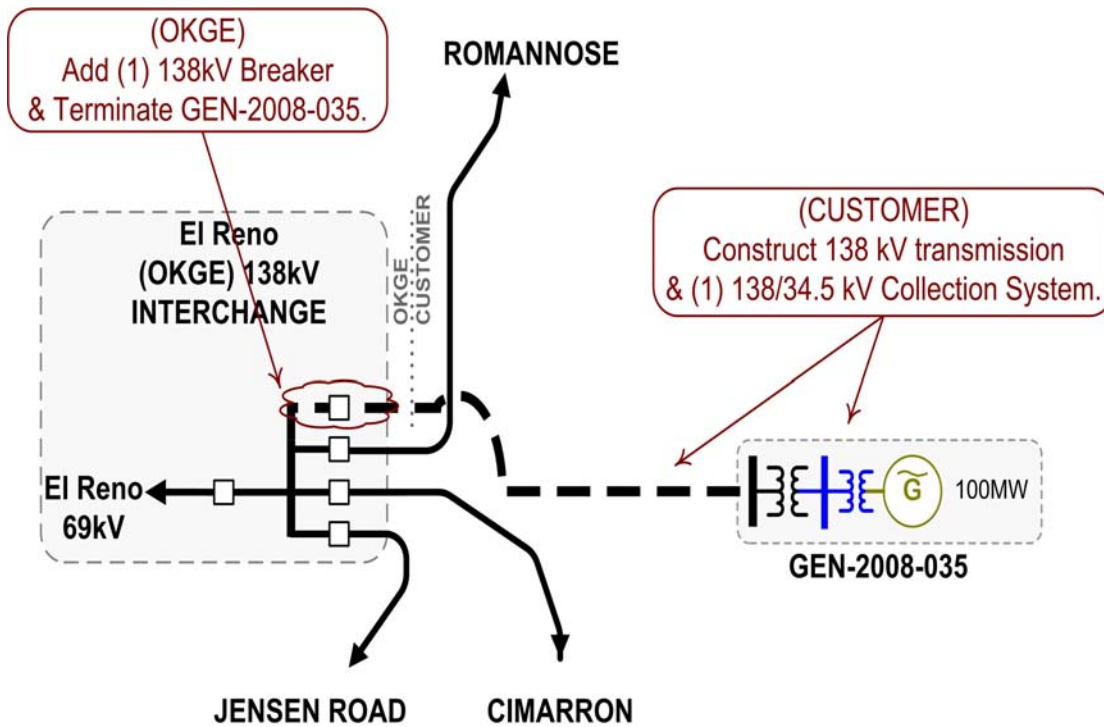 (OKGE)
Add (1) 138kV Breaker
& Terminate GEN-2008-035.
ROMANNOSE
El Reno
(OKGE) 138kV
INTERCHANGE
OKGE
CUSTOMER
(CUSTOMER)
Construct 138 kV transmission
& (1) 138/34.5 kV Collection System.
El Reno
69kV
G
100MW
GEN-2008-035
JENSEN ROAD
CIMARRON